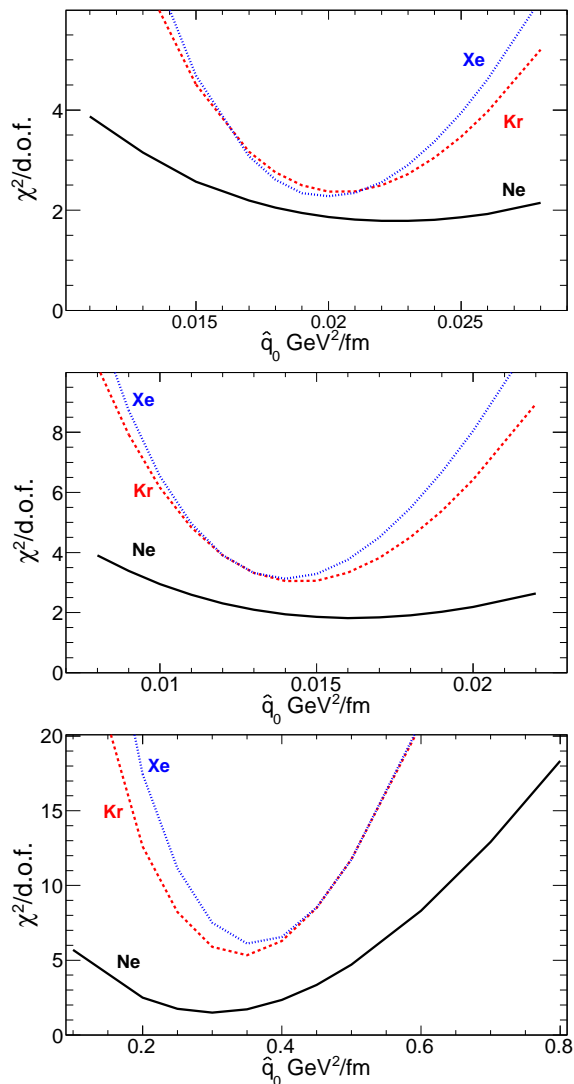 χ²/d.o.f.
4
2
0
Xe
Kr
Ne
0.015 0.02 0.025
q̂₀ GeV²/fm
χ²/d.o.f.
8
6
4
2
0
Xe
Kr
Ne
0.01 0.015 0.02
q̂₀ GeV²/fm
χ²/d.o.f.
20
15
10
5
0
Xe
Kr
Ne
0.2 0.4 0.6 0.8
q̂₀ GeV²/fm